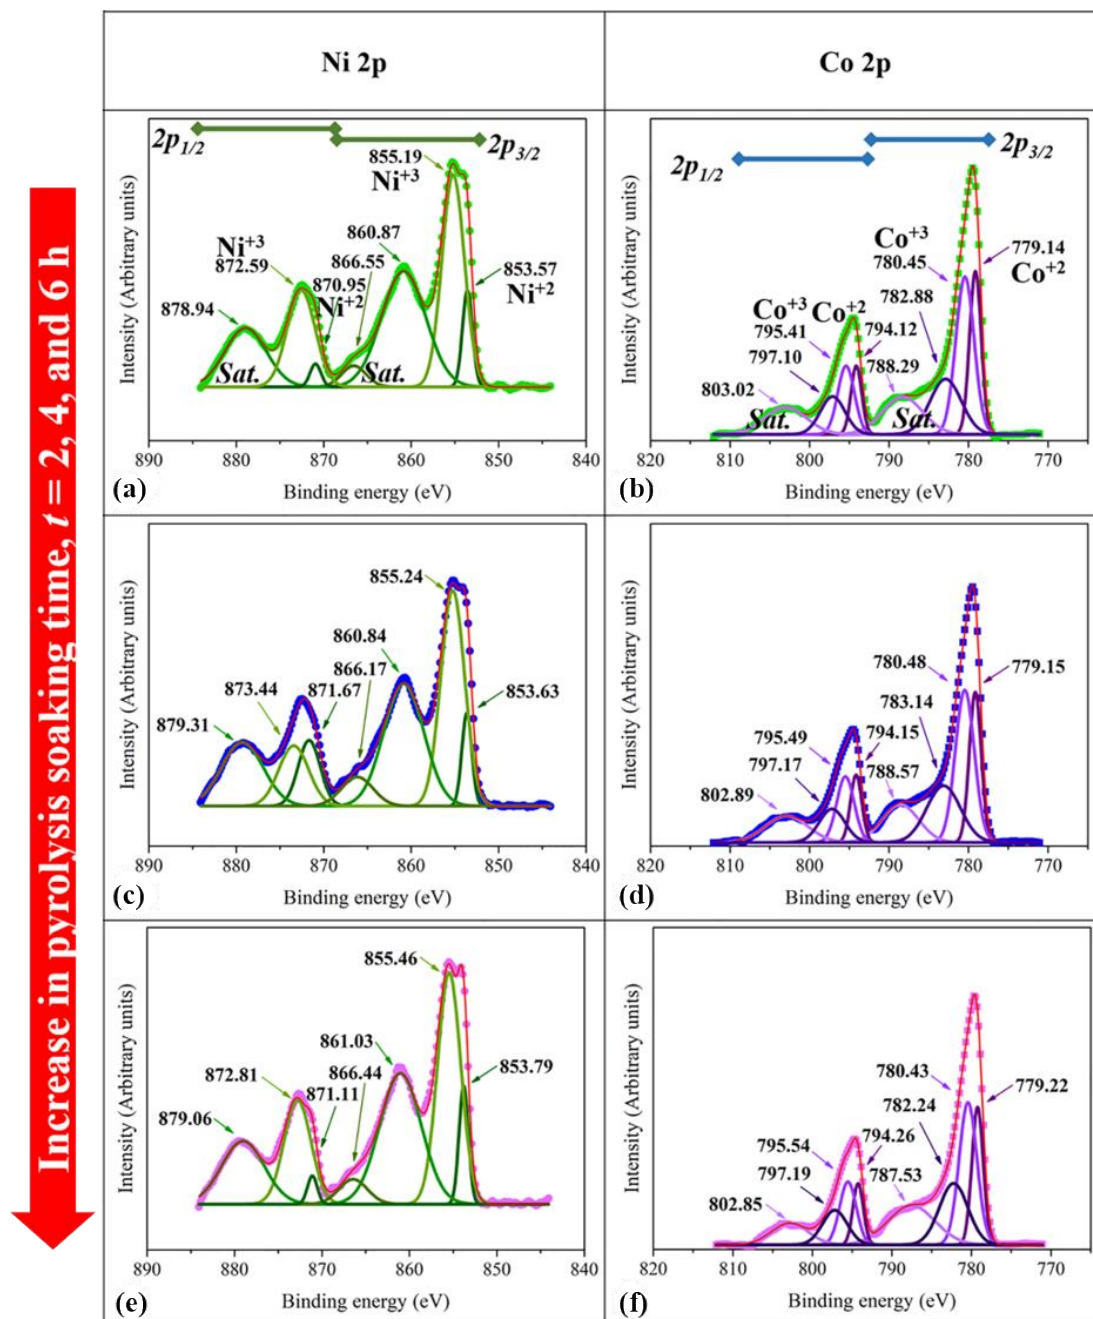 Increase in pyrolysis soaking time, t = 2, 4, and 6 h
Ni 2p
Co 2p
2p1/2
2p3/2
855.19
Ni+3
Ni+3
872.59
860.87
866.55
870.95
Ni+2
853.57
Ni+2
878.94
Sat.
Sat.
Intensity (Arbitrary units)
890 880 870 860 850 840
Binding energy (eV)
(a)
2p1/2
2p3/2
Co+3
780.45
779.14
Co+2
782.88
Co+3
Co+2
795.41
794.12
797.10
788.29
803.02
Sat.
Sat.
Intensity (Arbitrary units)
820 810 800 790 780 770
Binding energy (eV)
(b)
855.24
860.84
866.17
873.44
871.67
853.63
879.31
Intensity (Arbitrary units)
890 880 870 860 850 840
Binding energy (eV)
(c)
780.48
779.15
783.14
795.49
794.15
797.17
788.57
802.89
Intensity (Arbitrary units)
820 810 800 790 780 770
Binding energy (eV)
(d)
855.46
861.03
866.44
872.81
871.11
853.79
879.06
Intensity (Arbitrary units)
890 880 870 860 850 840
Binding energy (eV)
(e)
780.43
779.22
782.24
795.54
794.26
797.19
787.53
802.85
Intensity (Arbitrary units)
820 810 800 790 780 770
Binding energy (eV)
(f)